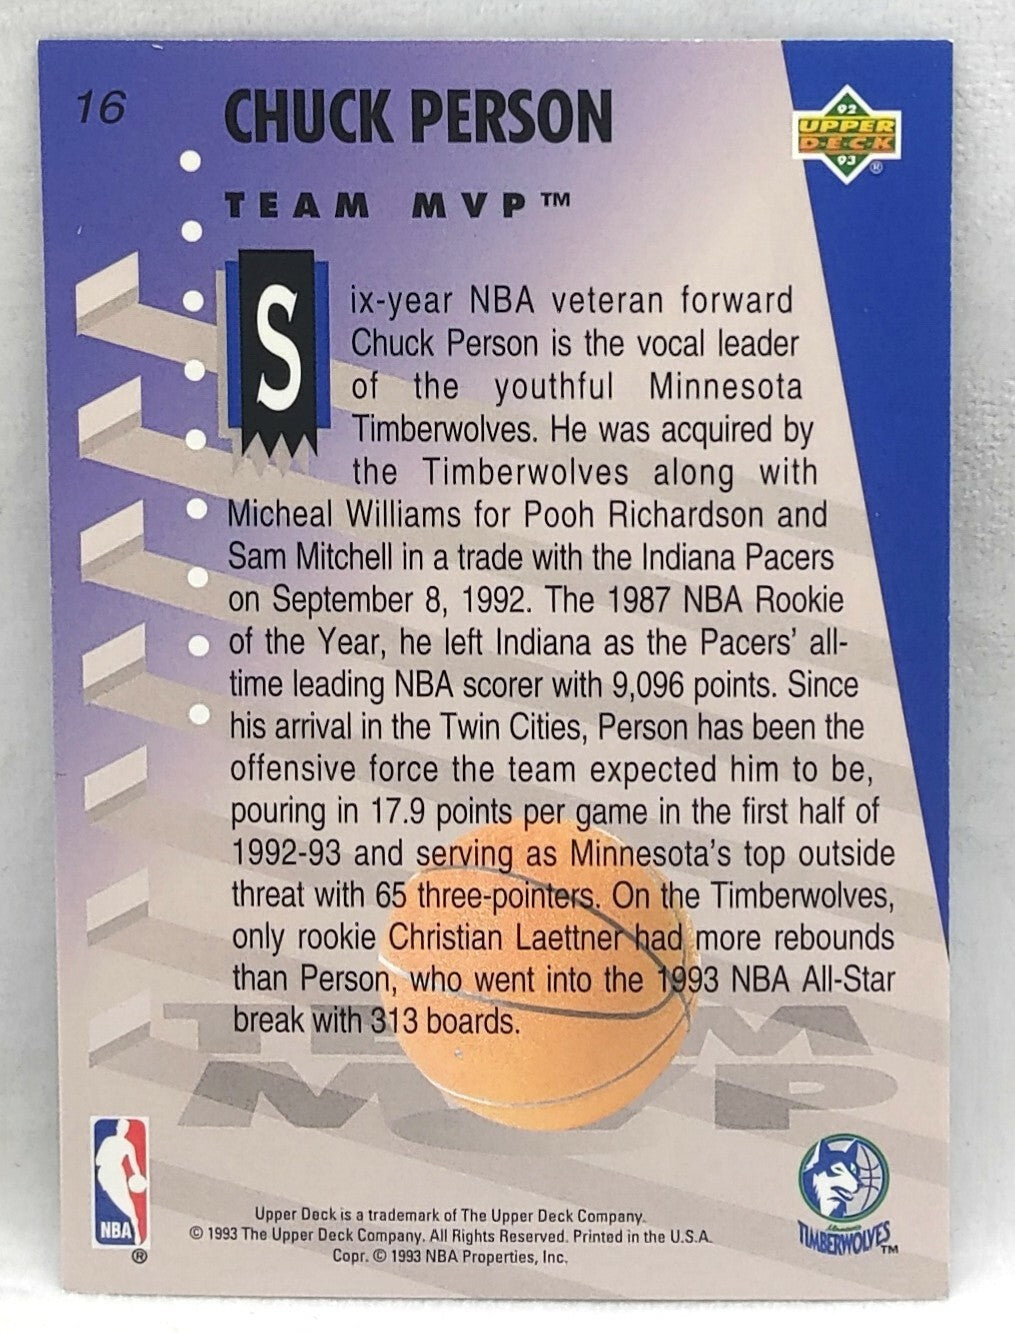 16
CHUCK PERSON
92
UPPER
D·E·C·K
93 ®
TEAM MVP™
Six-year NBA veteran forward
Chuck Person is the vocal leader
of the youthful Minnesota
Timberwolves. He was acquired by
the Timberwolves along with
Micheal Williams for Pooh Richardson and
Sam Mitchell in a trade with the Indiana Pacers
on September 8, 1992. The 1987 NBA Rookie
of the Year, he left Indiana as the Pacers' all-
time leading NBA scorer with 9,096 points. Since
his arrival in the Twin Cities, Person has been the
offensive force the team expected him to be,
pouring in 17.9 points per game in the first half of
1992-93 and serving as Minnesota's top outside
threat with 65 three-pointers. On the Timberwolves,
only rookie Christian Laettner had more rebounds
than Person, who went into the 1993 NBA All-Star
break with 313 boards.
TEAM
MVP
NBA
®
Upper Deck is a trademark of The Upper Deck Company.
© 1993 The Upper Deck Company. All Rights Reserved. Printed in the U.S.A.
Copr. © 1993 NBA Properties, Inc.
Minnesota
TIMBERWOLVES™